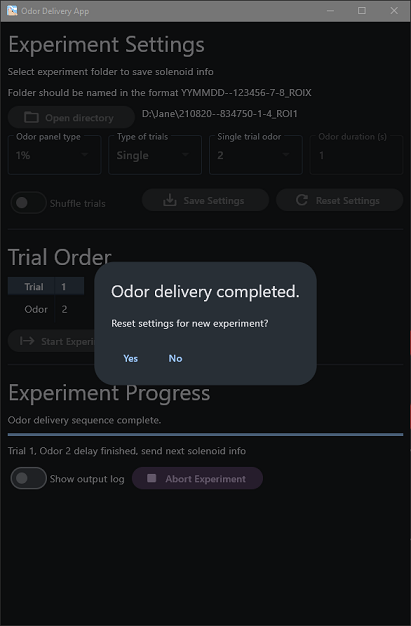 Odor Delivery App
Experiment Settings
Select experiment folder to save solenoid info
Folder should be named in the format YYMMDD--123456-7-8_ROIX
Open directory
D:\Jane\210820--834750-1-4_ROI1
Odor panel type
Type of trials
Single trial odor
Odor duration (s)
1%
Single
2
1
Shuffle trials
Save Settings
Reset Settings
Trial Order
Trial 1
Odor 2
Start Experi
Odor delivery completed.
Reset settings for new experiment?
Yes
No
Experiment Progress
Odor delivery sequence complete.
Trial 1, Odor 2 delay finished, send next solenoid info
Show output log
Abort Experiment